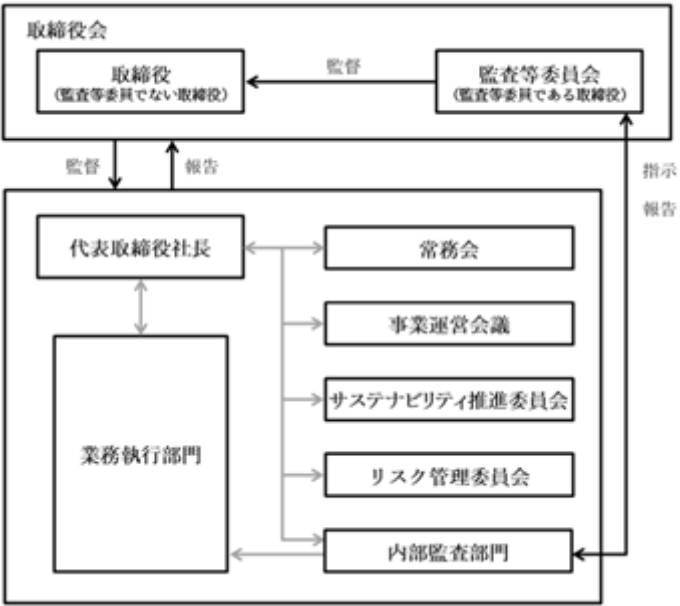 取締役会
取締役
(監査等委員でない取締役)
監督
監査等委員会
(監査等委員である取締役)
監督
報告
指示
報告
代表取締役社長
常務会
事業運営会議
サステナビリティ推進委員会
業務執行部門
リスク管理委員会
内部監査部門